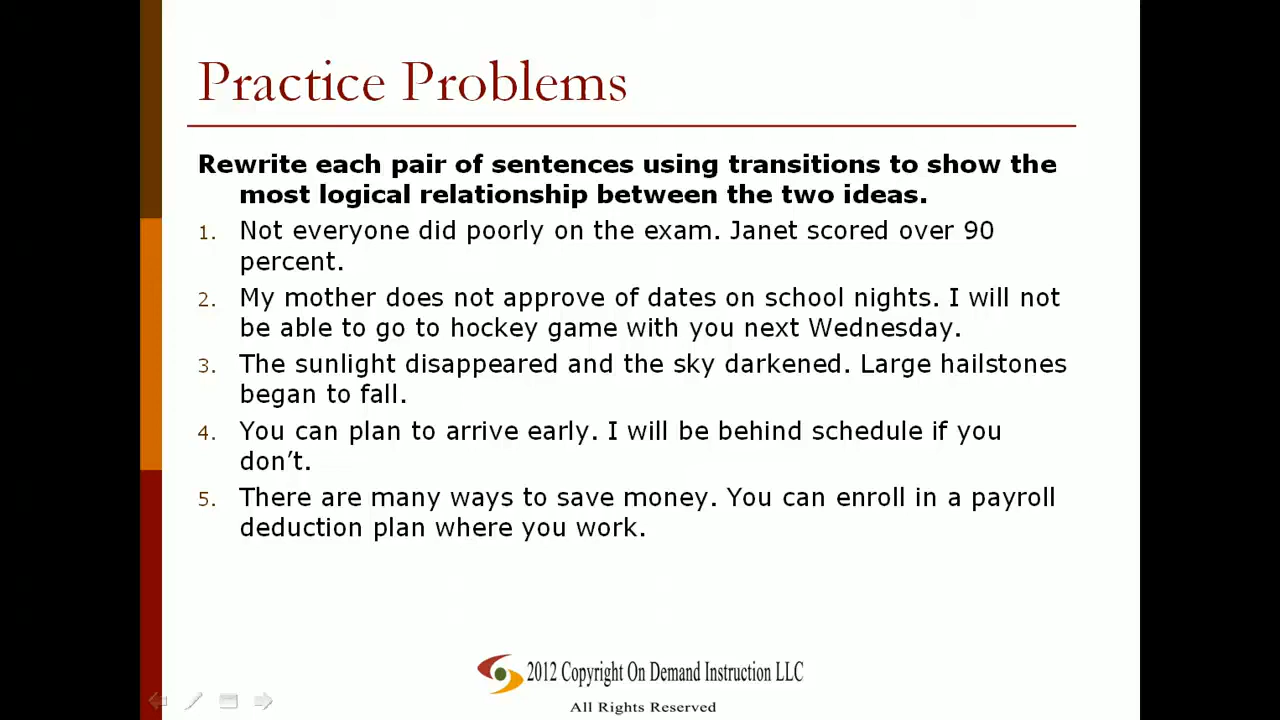 Practice Problems
Rewrite each pair of sentences using transitions to show the
most logical relationship between the two ideas.
1. Not everyone did poorly on the exam. Janet scored over 90
percent.
2. My mother does not approve of dates on school nights. I will not
be able to go to hockey game with you next Wednesday.
3. The sunlight disappeared and the sky darkened. Large hailstones
began to fall.
4. You can plan to arrive early. I will be behind schedule if you
don’t.
5. There are many ways to save money. You can enroll in a payroll
deduction plan where you work.
2012 Copyright On Demand Instruction LLC
All Rights Reserved